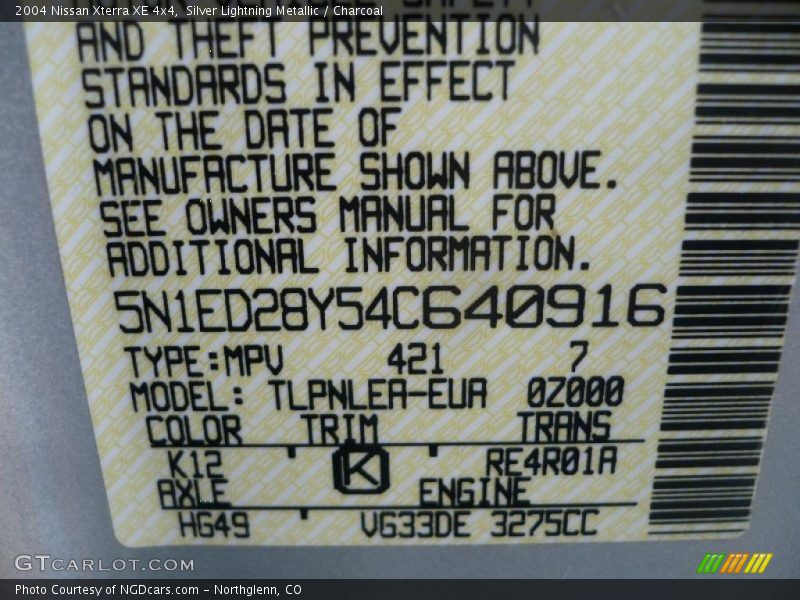 2004 Nissan Xterra XE 4x4, Silver Lightning Metallic / Charcoal
SAFETY
AND THEFT PREVENTION
STANDARDS IN EFFECT
ON THE DATE OF
MANUFACTURE SHOWN ABOVE.
SEE OWNERS MANUAL FOR
ADDITIONAL INFORMATION.
5N1ED28Y54C640916
TYPE:MPV 421 7
MODEL: TLPNLEA-EUA 0Z000
COLOR TRIM TRANS
K12 K RE4R01A
AXLE ENGINE
HG49 VG33DE 3275CC
GTCARLOT.COM
Photo Courtesy of NGDcars.com - Northglenn, CO